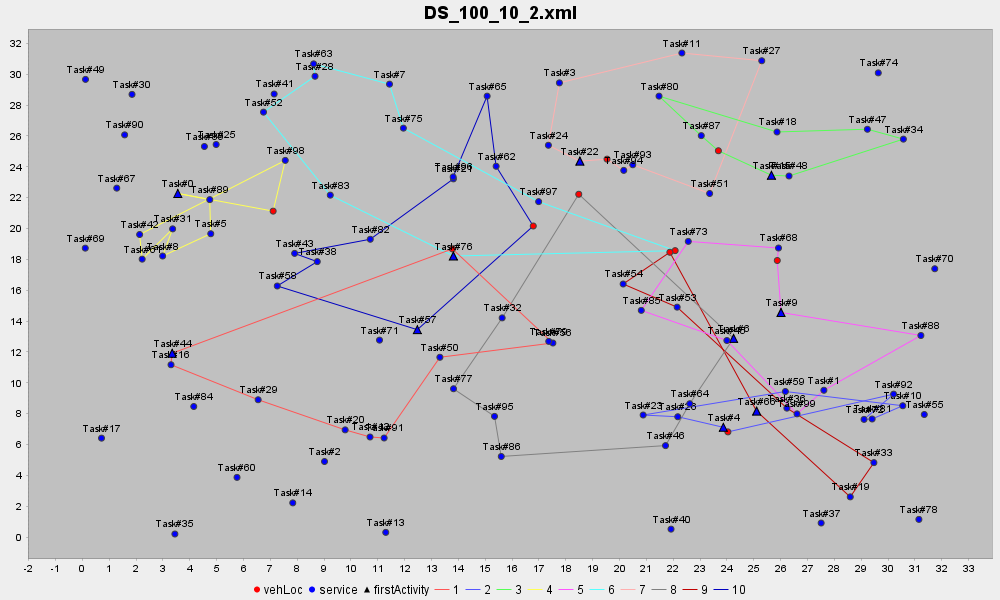 DS_100_10_2.xml
32
30
28
26
24
22
20
18
16
14
12
10
8
6
4
2
0
Task#63
Task#11
Task#27
Task#28
Task#7
Task#3
Task#74
Task#49
Task#30
Task#41
Task#65
Task#80
Task#52
Task#90
Task#75
Task#87
Task#18
Task#47
Task#34
Task#25
Task#24
Task#98
Task#62
Task#22
Task#93
Task#94
Task#48
Task#67
Task#0
Task#89
Task#83
Task#21
Task#97
Task#51
Task#42
Task#31
Task#5
Task#82
Task#73
Task#69
Task#8
Task#43
Task#38
Task#76
Task#68
Task#70
Task#58
Task#54
Task#57
Task#32
Task#85
Task#53
Task#9
Task#44
Task#16
Task#71
Task#50
Task#56
Task#6
Task#88
Task#29
Task#77
Task#59
Task#1
Task#92
Task#84
Task#64
Task#36
Task#10
Task#17
Task#20
Task#91
Task#95
Task#23
Task#26
Task#4
Task#66
Task#99
Task#81
Task#55
Task#60
Task#2
Task#86
Task#46
Task#33
Task#14
Task#19
Task#35
Task#13
Task#40
Task#37
Task#78
-2 -1 0 1 2 3 4 5 6 7 8 9 10 11 12 13 14 15 16 17 18 19 20 21 22 23 24 25 26 27 28 29 30 31 32 33
vehLoc service firstActivity 1 2 3 4 5 6 7 8 9 10